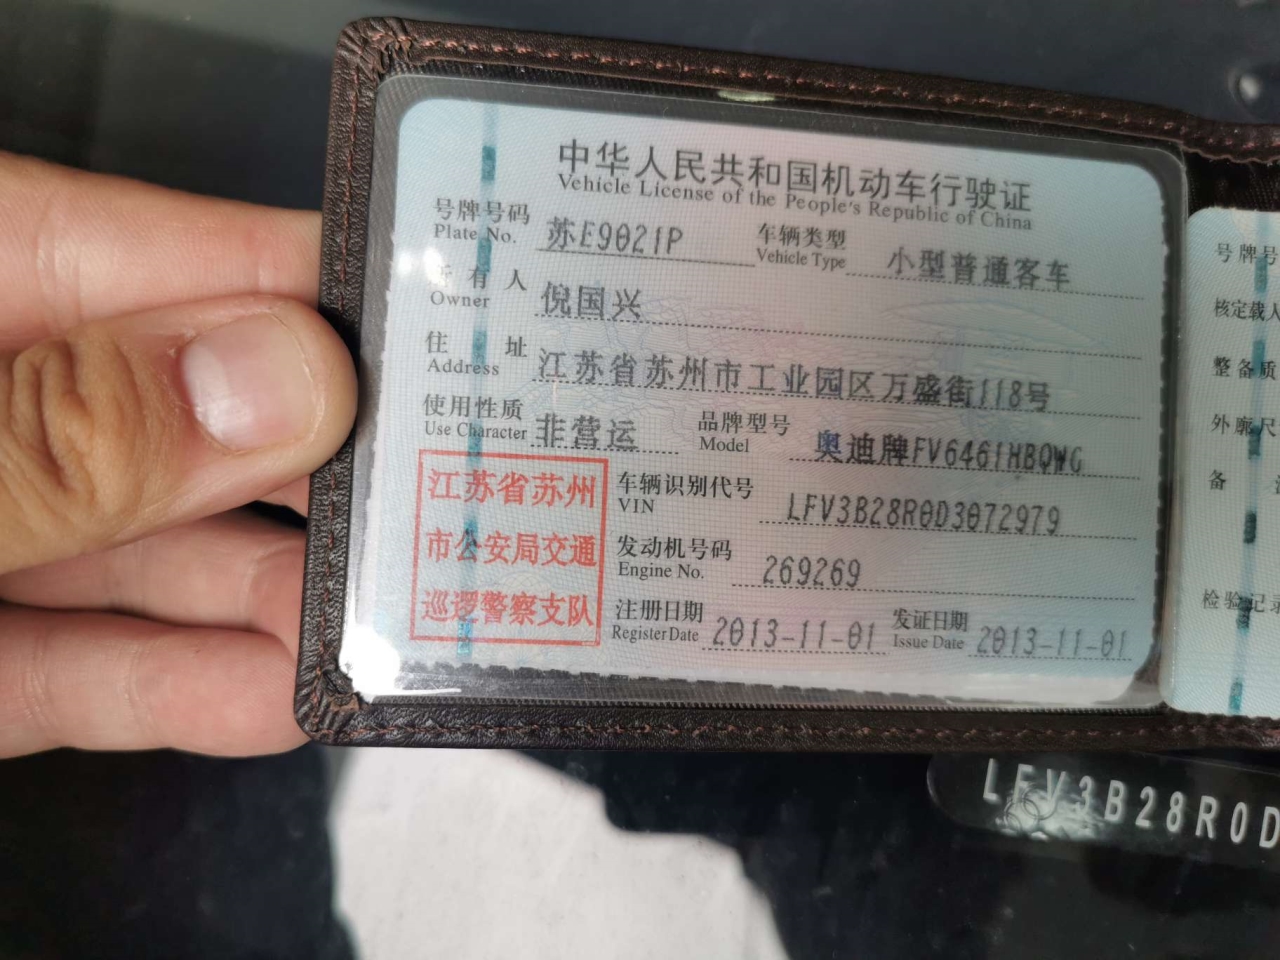 中华人民共和国机动车行驶证
Vehicle License of the People's Republic of China
号牌号码 苏E9021P 车辆类型 小型普通客车
Plate No. Vehicle Type
所有人 倪国兴
Owner
住址 江苏省苏州市工业园区万盛街118号
Address
使用性质 非营运 品牌型号 奥迪牌FV6461HBQWG
Use Character Model
江苏省苏州
市公安局交通
巡逻警察支队
车辆识别代号 LFV3B28R0D3072979
VIN
发动机号码 269269
Engine No.
注册日期 2013-11-01 发证日期 2013-11-01
Register Date Issue Date
号牌号
核定载人
整备质
外廓尺
备
检验记录
LFV3B28R0D